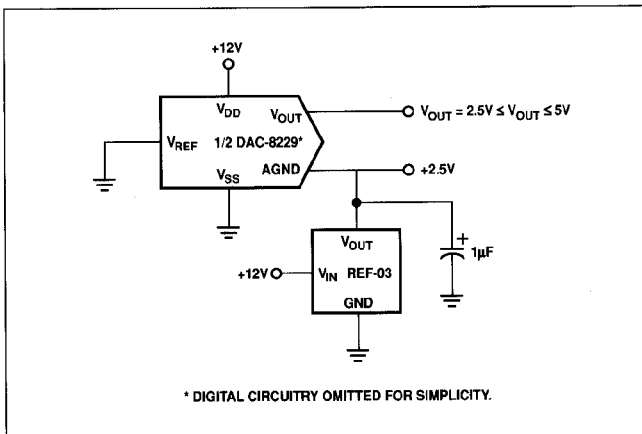 +12V
VDD
VOUT
VOUT = 2.5V ≤ VOUT ≤ 5V
VREF
1/2 DAC-8229*
AGND
+2.5V
VSS
VOUT
+
1μF
+12V
VIN
REF-03
GND
* DIGITAL CIRCUITRY OMITTED FOR SIMPLICITY.